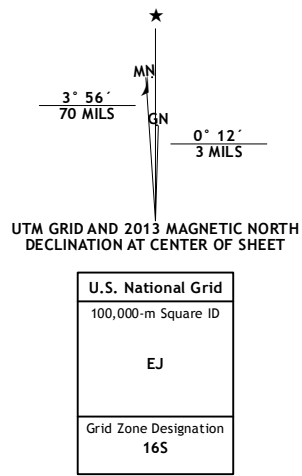 MN
3° 56´
70 MILS
GN
0° 12´
3 MILS
UTM GRID AND 2013 MAGNETIC NORTH
DECLINATION AT CENTER OF SHEET
U.S. National Grid
100,000-m Square ID
EJ
Grid Zone Designation
16S